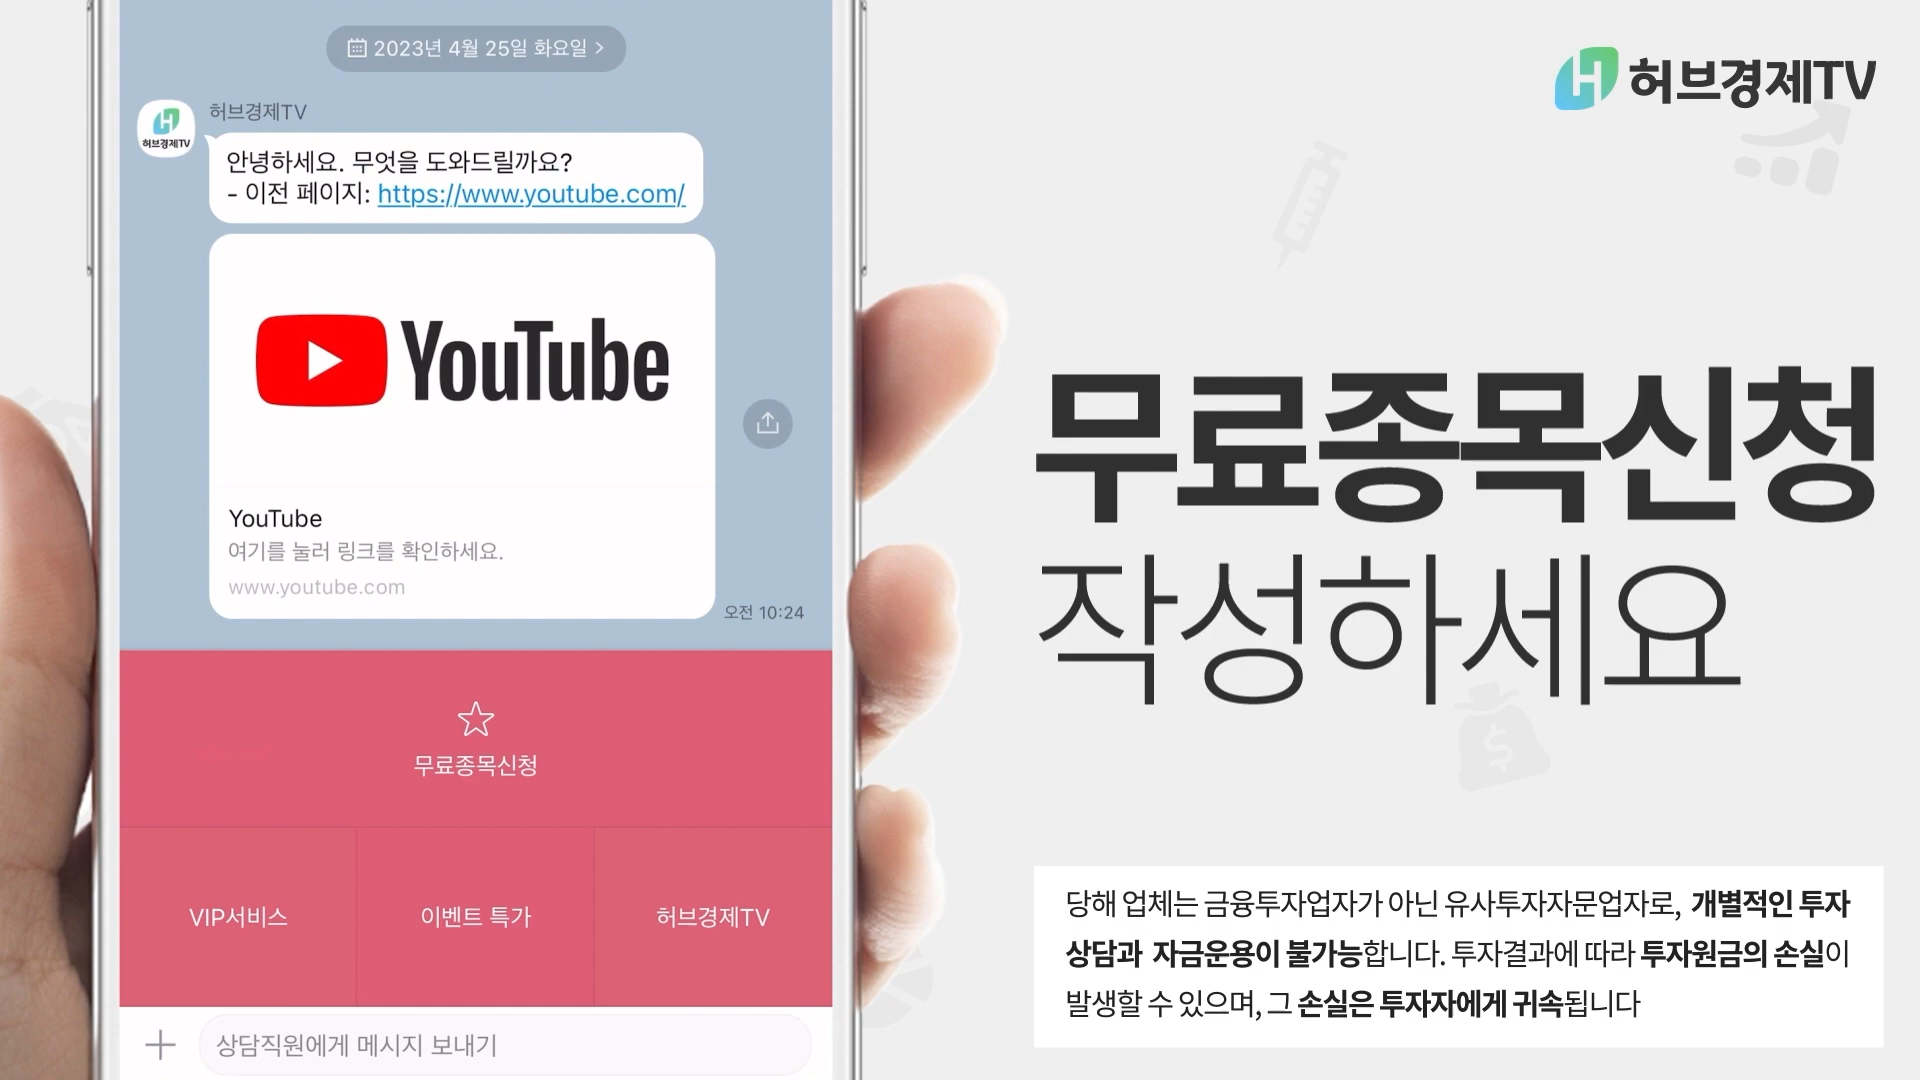 2023년 4월 25일 화요일 >
허브경제TV
허브경제TV
안녕하세요. 무엇을 도와드릴까요?
- 이전 페이지: https://www.youtube.com/
YouTube
YouTube
여기를 눌러 링크를 확인하세요.
www.youtube.com
오전 10:24
무료종목신청
VIP서비스
이벤트 특가
허브경제TV
상담직원에게 메시지 보내기
허브경제TV
무료종목신청
작성하세요
당해 업체는 금융투자업자가 아닌 유사투자자문업자로, 개별적인 투자
상담과 자금운용이 불가능합니다. 투자결과에 따라 투자원금의 손실이
발생할 수 있으며, 그 손실은 투자자에게 귀속됩니다